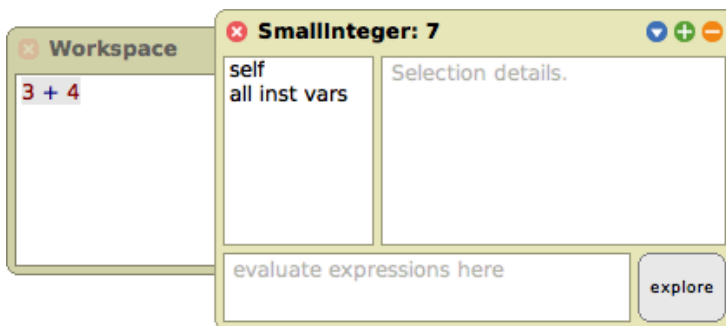 Workspace
3 + 4
SmallInteger: 7
self
all inst vars
Selection details.
evaluate expressions here
explore